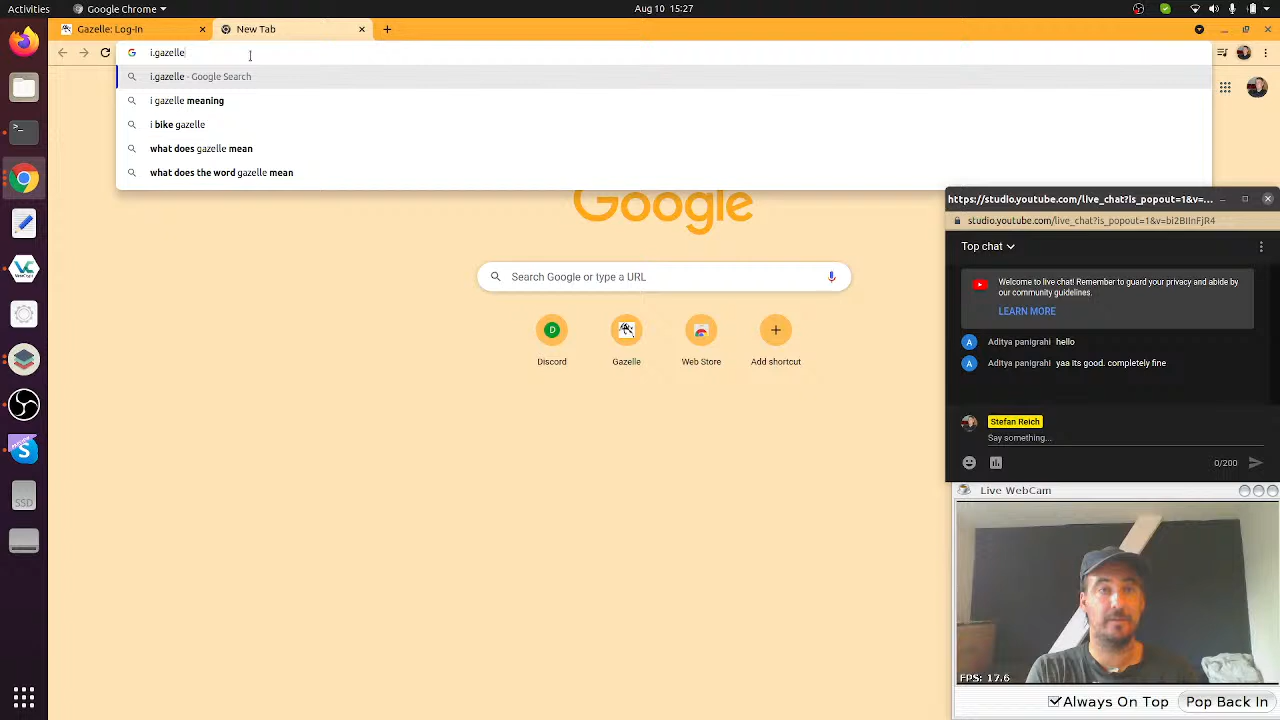 Activities
Google Chrome
Aug 10 15:27
Gazelle: Log-In
New Tab
i.gazelle
i.gazelle - Google Search
i gazelle meaning
i bike gazelle
what does gazelle mean
what does the word gazelle mean
Google
Search Google or type a URL
D
Discord
Gazelle
Web Store
Add shortcut
https://studio.youtube.com/live_chat?is_popout=1&v=...
studio.youtube.com/live_chat?is_popout=1&v=bi2BIInFjR4
Top chat
Welcome to live chat! Remember to guard your privacy and abide by
our community guidelines.
LEARN MORE
A Aditya panigrahi hello
A Aditya panigrahi yaa its good. completely fine
Stefan Reich
Say something...
0/200
Live WebCam
FPS: 17.6
Always On Top
Pop Back In
SSD